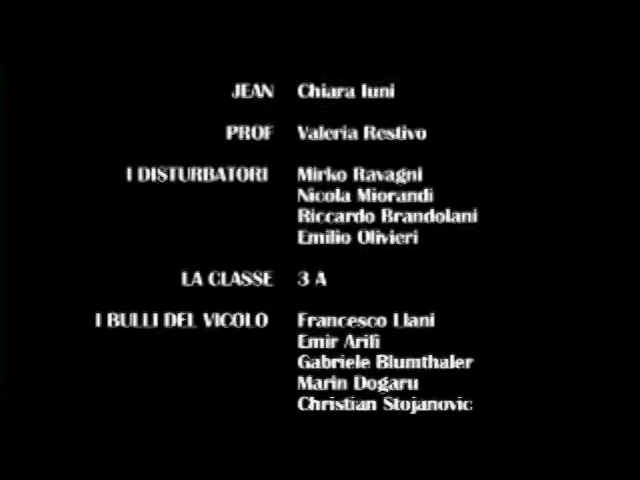 JEAN Chiara Iuni
PROF Valeria Restivo
I DISTURBATORI Mirko Ravagni
Nicola Miorandi
Riccardo Brandolani
Emilio Olivieri
LA CLASSE 3 A
I BULLI DEL VICOLO Francesco Llani
Emir Arifi
Gabriele Blumthaler
Marin Dogaru
Christian Stojanovic